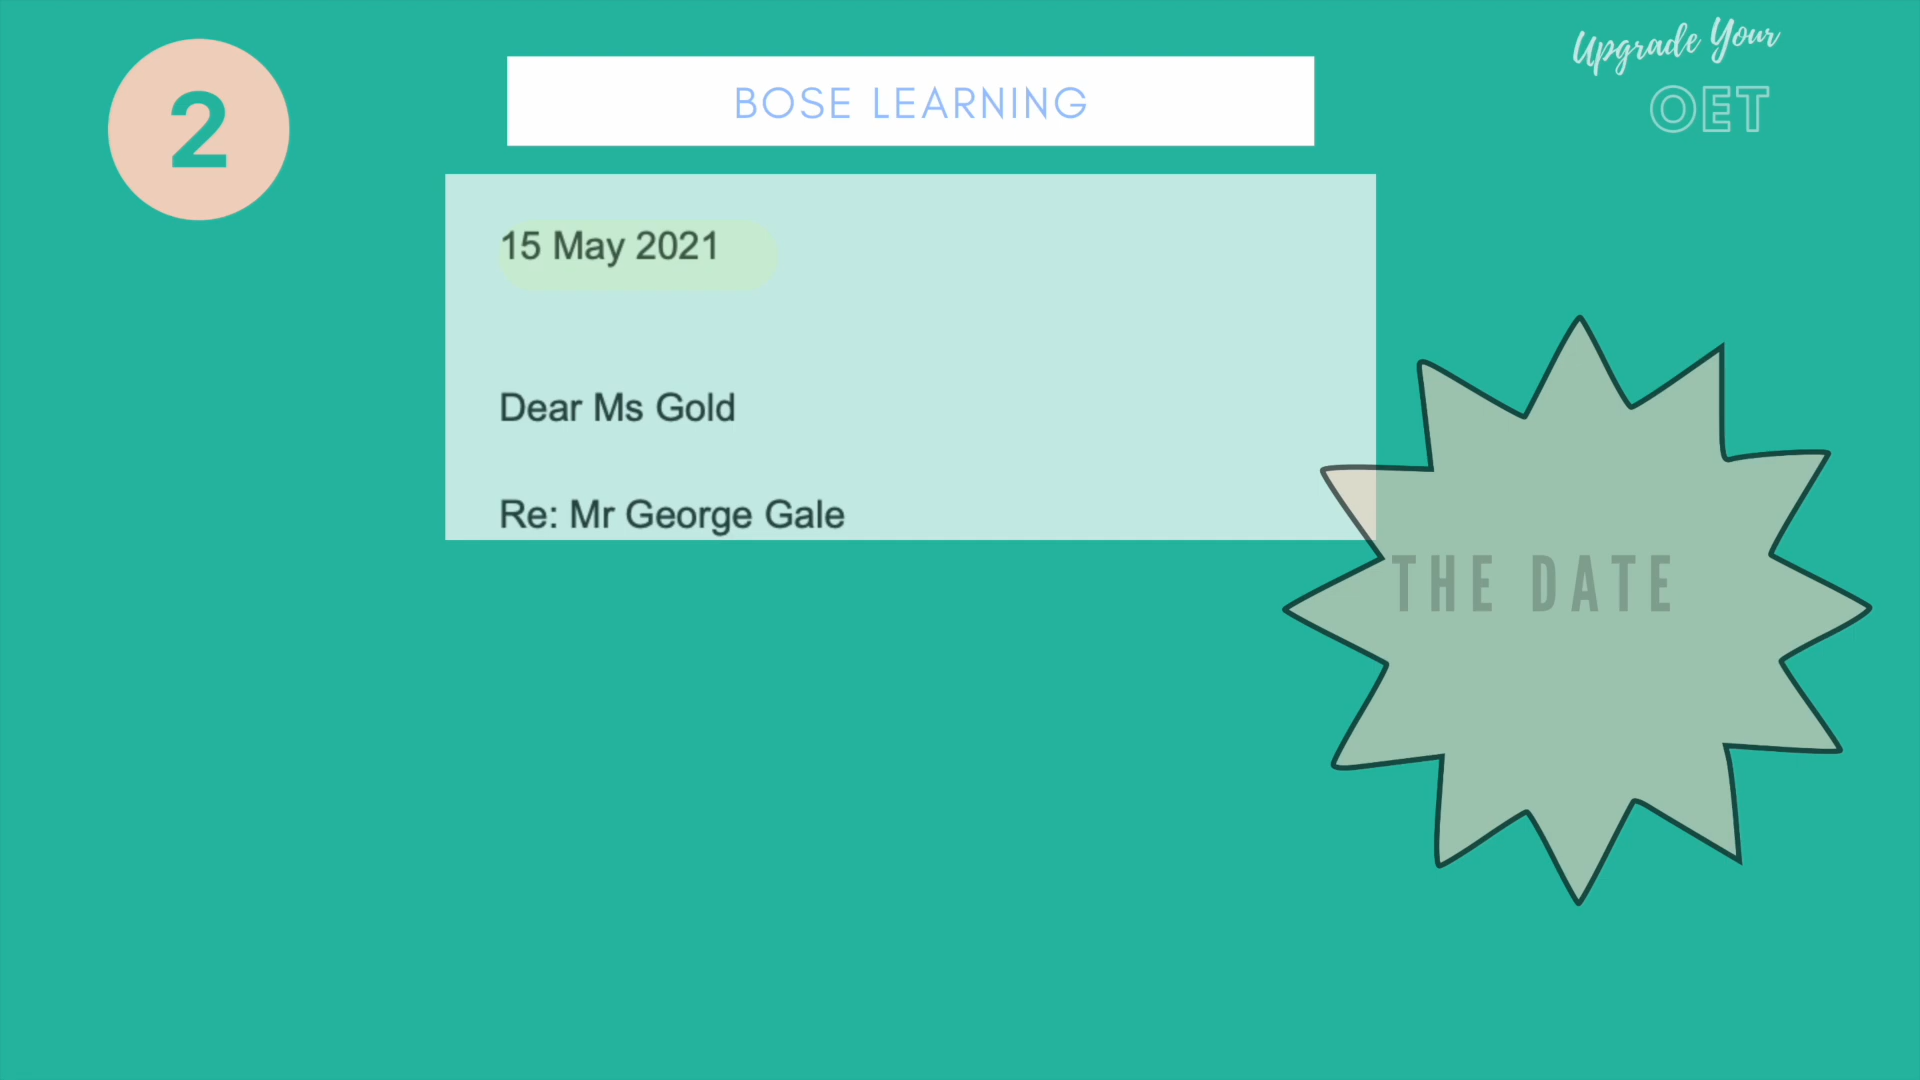 2
BOSE LEARNING
Upgrade Your
OET
15 May 2021
Dear Ms Gold
Re: Mr George Gale
THE DATE